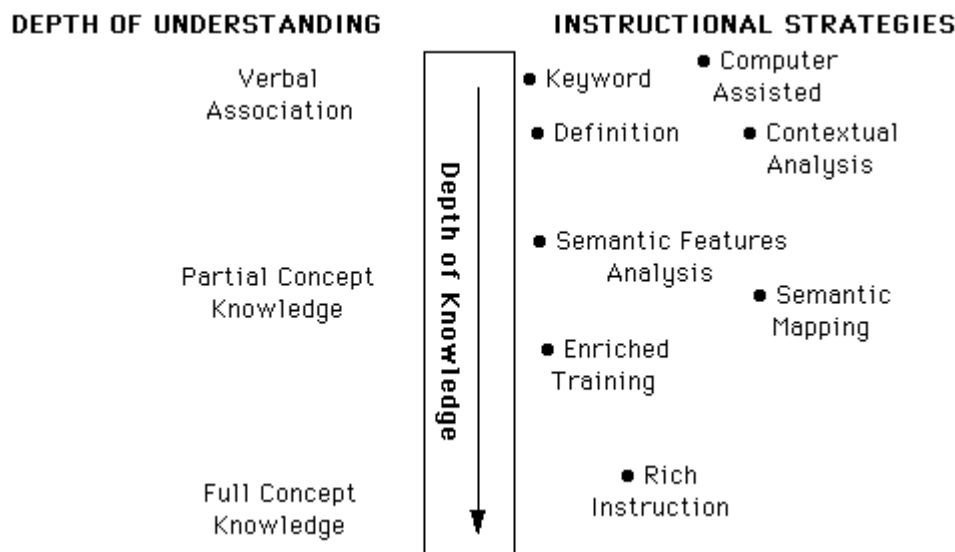 DEPTH OF UNDERSTANDING
INSTRUCTIONAL STRATEGIES
Verbal
Association
Depth of Knowledge
• Keyword
• Computer
Assisted
• Definition
• Contextual
Analysis
Partial Concept
Knowledge
• Semantic Features
Analysis
• Semantic
Mapping
• Enriched
Training
Full Concept
Knowledge
• Rich
Instruction